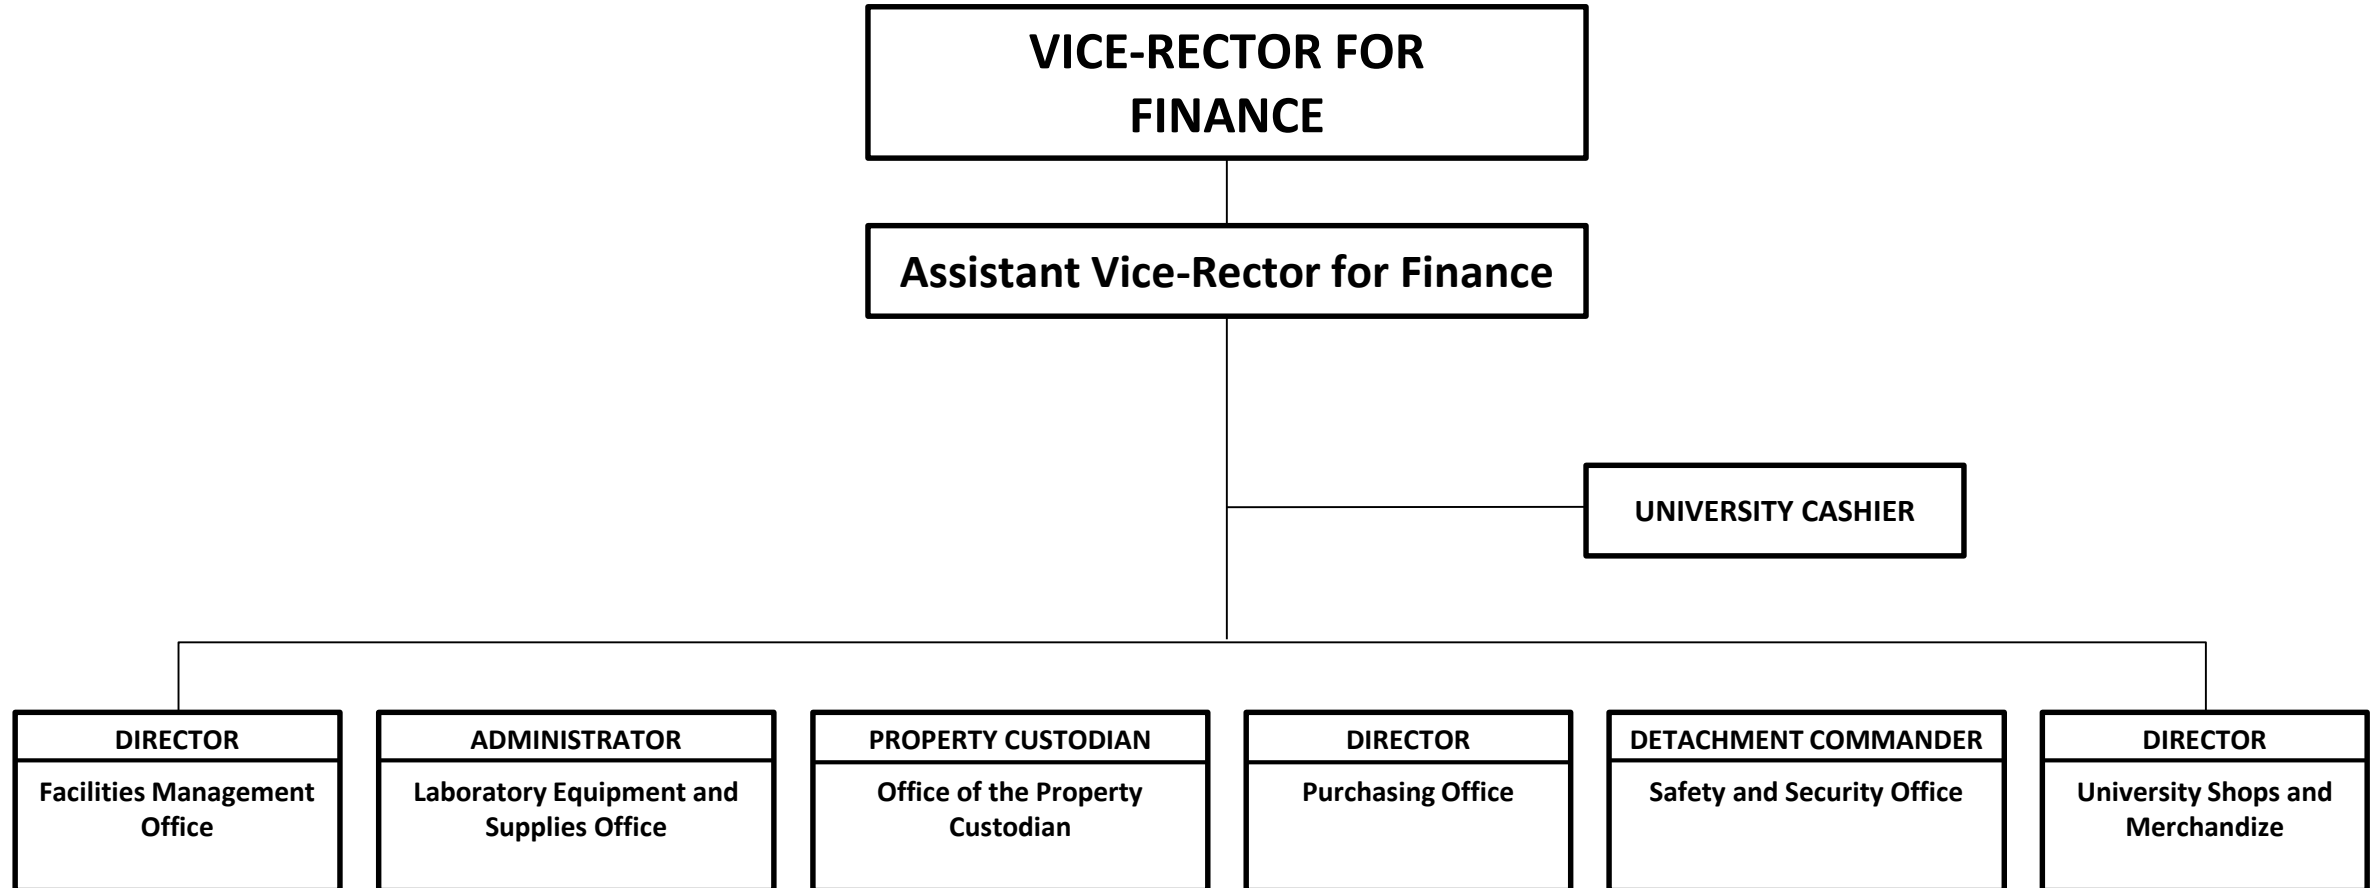 VICE-RECTOR FOR
FINANCE
Assistant Vice-Rector for Finance
UNIVERSITY CASHIER
DIRECTOR
Facilities Management
Office
ADMINISTRATOR
Laboratory Equipment and
Supplies Office
PROPERTY CUSTODIAN
Office of the Property
Custodian
DIRECTOR
Purchasing Office
DETACHMENT COMMANDER
Safety and Security Office
DIRECTOR
University Shops and
Merchandize